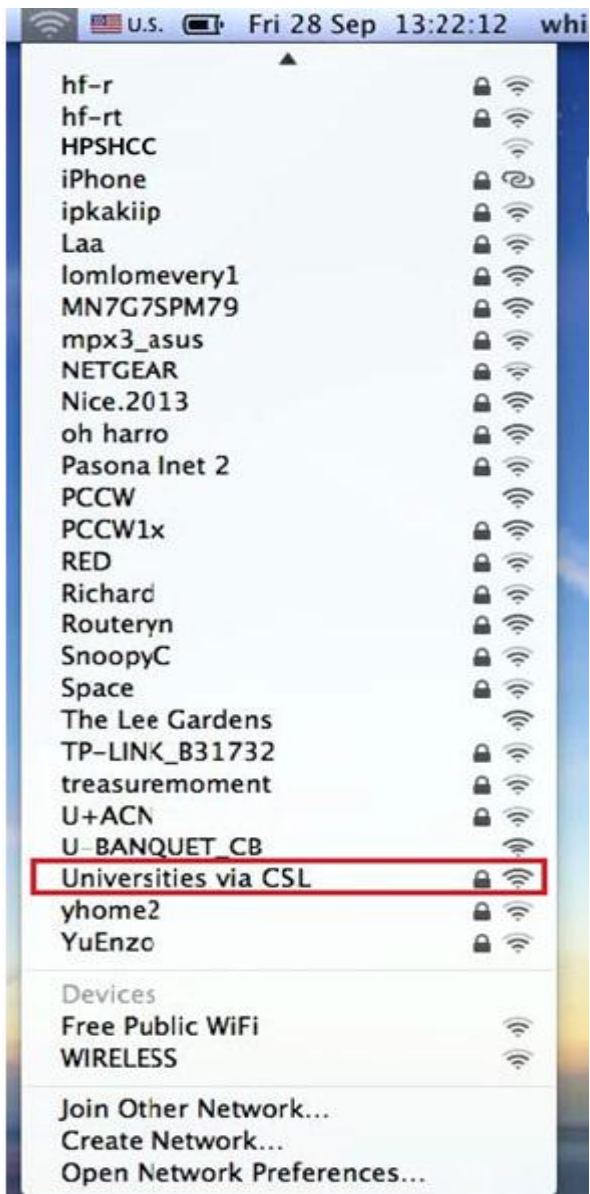 U.S. Fri 28 Sep 13:22:12 whi
hf-r
hf-rt
HPSHCC
iPhone
ipkakiip
Laa
lomlomevery1
MN7G7SPM79
mpx3_asus
NETGEAR
Nice.2013
oh harro
Pasona Inet 2
PCCW
PCCW1x
RED
Richard
Routeryn
SnoopyC
Space
The Lee Gardens
TP-LINK_B31732
treasuremoment
U+ACN
U-BANQUET_CB
Universities via CSL
yhome2
YuEnzo
Devices
Free Public WiFi
WIRELESS
Join Other Network...
Create Network...
Open Network Preferences...